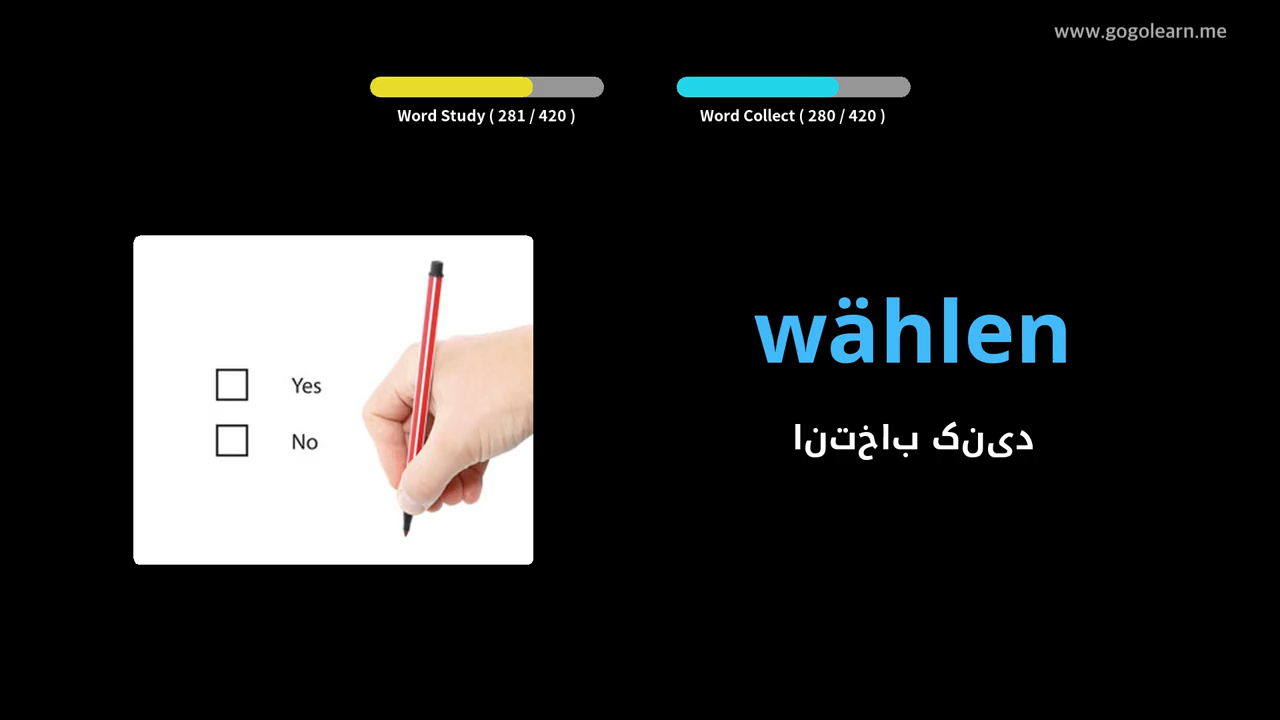 www.gogolearn.me
Word Study ( 281 / 420 )
Word Collect ( 280 / 420 )
Yes
No
wählen
انتخاب کنید